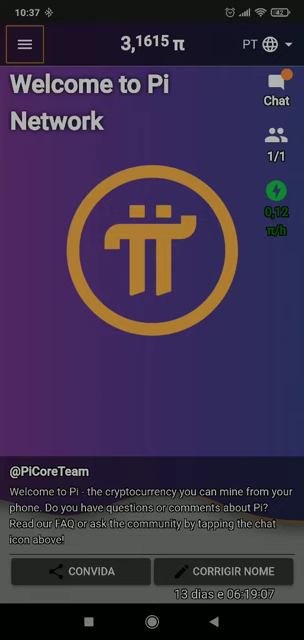 10:37 42
3,1615 π PT
Welcome to Pi
Network
Chat
1/1
0,12
π/h
@PiCoreTeam
Welcome to Pi - the cryptocurrency you can mine from your
phone. Do you have questions or comments about Pi?
Read our FAQ or ask the community by tapping the chat
icon above!
CONVIDA CORRIGIR NOME
13 dias e 06:19:07